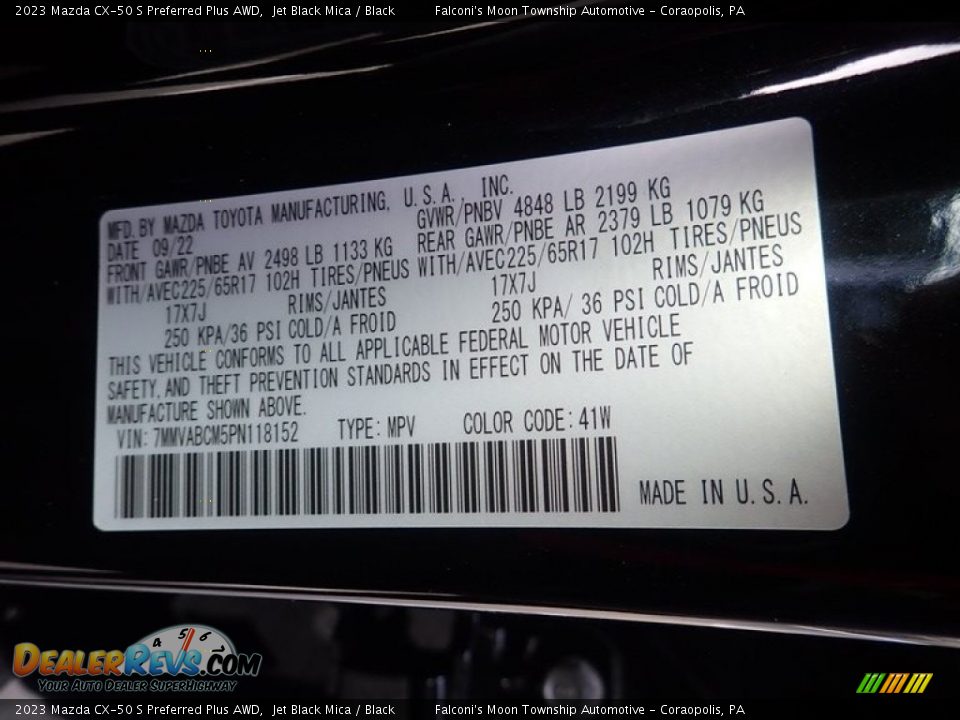 2023 Mazda CX-50 S Preferred Plus AWD, Jet Black Mica / Black Falconi's Moon Township Automotive - Coraopolis, PA
MFD. BY MAZDA TOYOTA MANUFACTURING, U.S.A. INC.
DATE 09/22 GVWR/PNBV 4848 LB 2199 KG
FRONT GAWR/PNBE AV 2498 LB 1133 KG REAR GAWR/PNBE AR 2379 LB 1079 KG
WITH/AVEC225/65R17 102H TIRES/PNEUS WITH/AVEC225/65R17 102H TIRES/PNEUS
17X7J RIMS/JANTES 17X7J RIMS/JANTES
250 KPA/36 PSI COLD/A FROID 250 KPA/ 36 PSI COLD/A FROID
THIS VEHICLE CONFORMS TO ALL APPLICABLE FEDERAL MOTOR VEHICLE
SAFETY, AND THEFT PREVENTION STANDARDS IN EFFECT ON THE DATE OF
MANUFACTURE SHOWN ABOVE.
VIN: 7MMVABCM5PN118152 TYPE: MPV COLOR CODE: 41W
MADE IN U.S.A.
4 5 6
DEALERREVS.COM
YOUR AUTO DEALER SUPERHIGHWAY
2023 Mazda CX-50 S Preferred Plus AWD, Jet Black Mica / Black Falconi's Moon Township Automotive - Coraopolis, PA